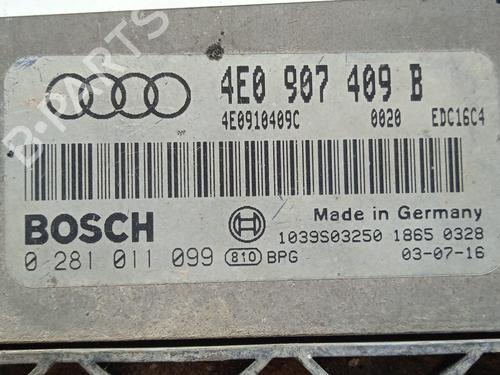 B-PARTS
4E0 907 409 B
4E0910409C 0020 EDC16C4
BOSCH
Made in Germany
1039S03250 1865 0328
0 281 011 099 810 BPG 03-07-16